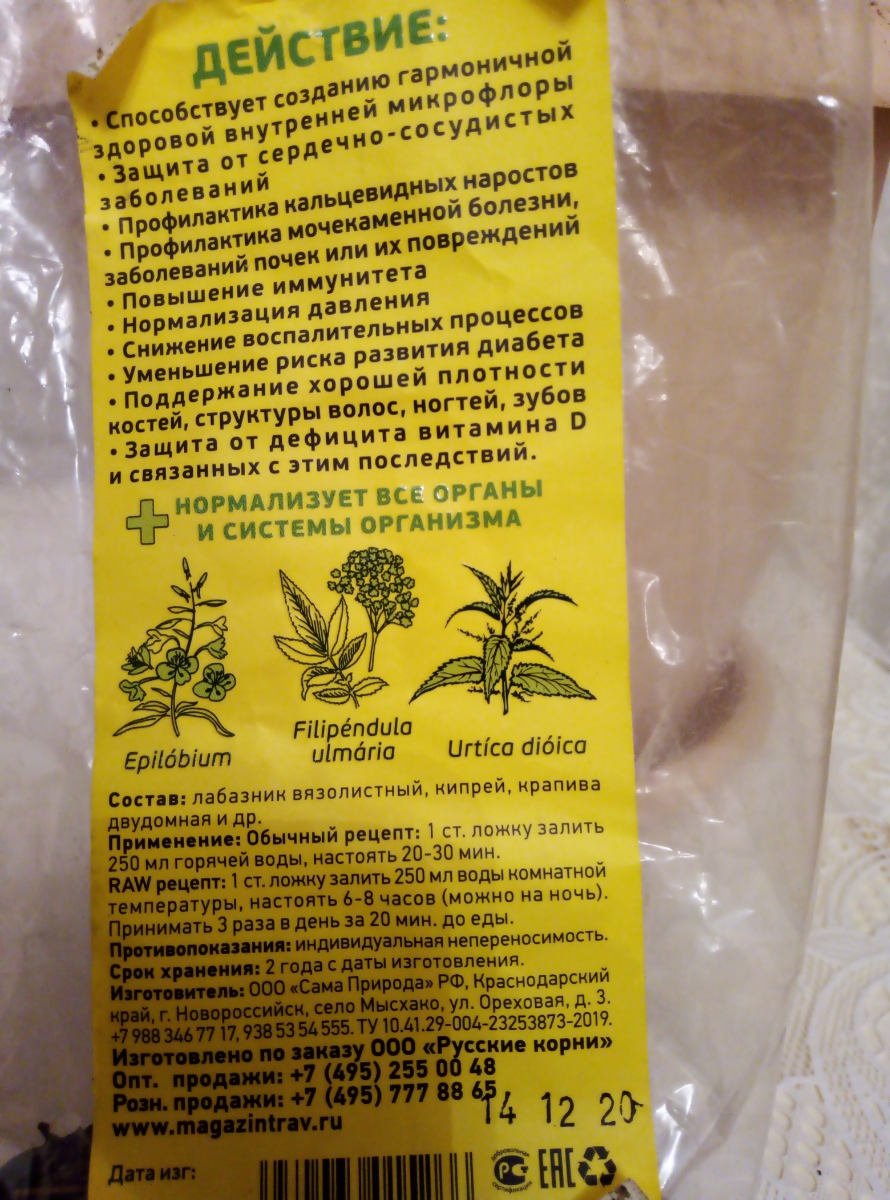 ДЕЙСТВИЕ:
• Способствует созданию гармоничной
здоровой внутренней микрофлоры
• Защита от сердечно-сосудистых
заболеваний
• Профилактика кальцевидных наростов
• Профилактика мочекаменной болезни,
заболеваний почек или их повреждений
• Повышение иммунитета
• Нормализация давления
• Снижение воспалительных процессов
• Уменьшение риска развития диабета
• Поддержание хорошей плотности
костей, структуры волос, ногтей, зубов
• Защита от дефицита витамина D
и связанных с этим последствий.
НОРМАЛИЗУЕТ ВСЕ ОРГАНЫ
И СИСТЕМЫ ОРГАНИЗМА
Epilóbium
Filipéndula
ulmária
Urtíca dióica
Состав: лабазник вязолистный, кипрей, крапива
двудомная и др.
Применение: Обычный рецепт: 1 ст. ложку залить
250 мл горячей воды, настоять 20-30 мин.
RAW рецепт: 1 ст. ложку залить 250 мл воды комнатной
температуры, настоять 6-8 часов (можно на ночь).
Принимать 3 раза в день за 20 мин. до еды.
Противопоказания: индивидуальная непереносимость.
Срок хранения: 2 года с даты изготовления.
Изготовитель: ООО «Сама Природа» РФ, Краснодарский
край, г. Новороссийск, село Мысхако, ул. Ореховая, д. 3.
+7 988 346 77 17, 938 53 54 555. ТУ 10.41.29-004-23253873-2019.
Изготовлено по заказу ООО «Русские корни»
Опт. продажи: +7 (495) 255 00 48
Розн. продажи: +7 (495) 777 88 65
14 12 20
www.magazintrav.ru
Дата изг:
добровольная
РСТ
сертификация
ЕАС